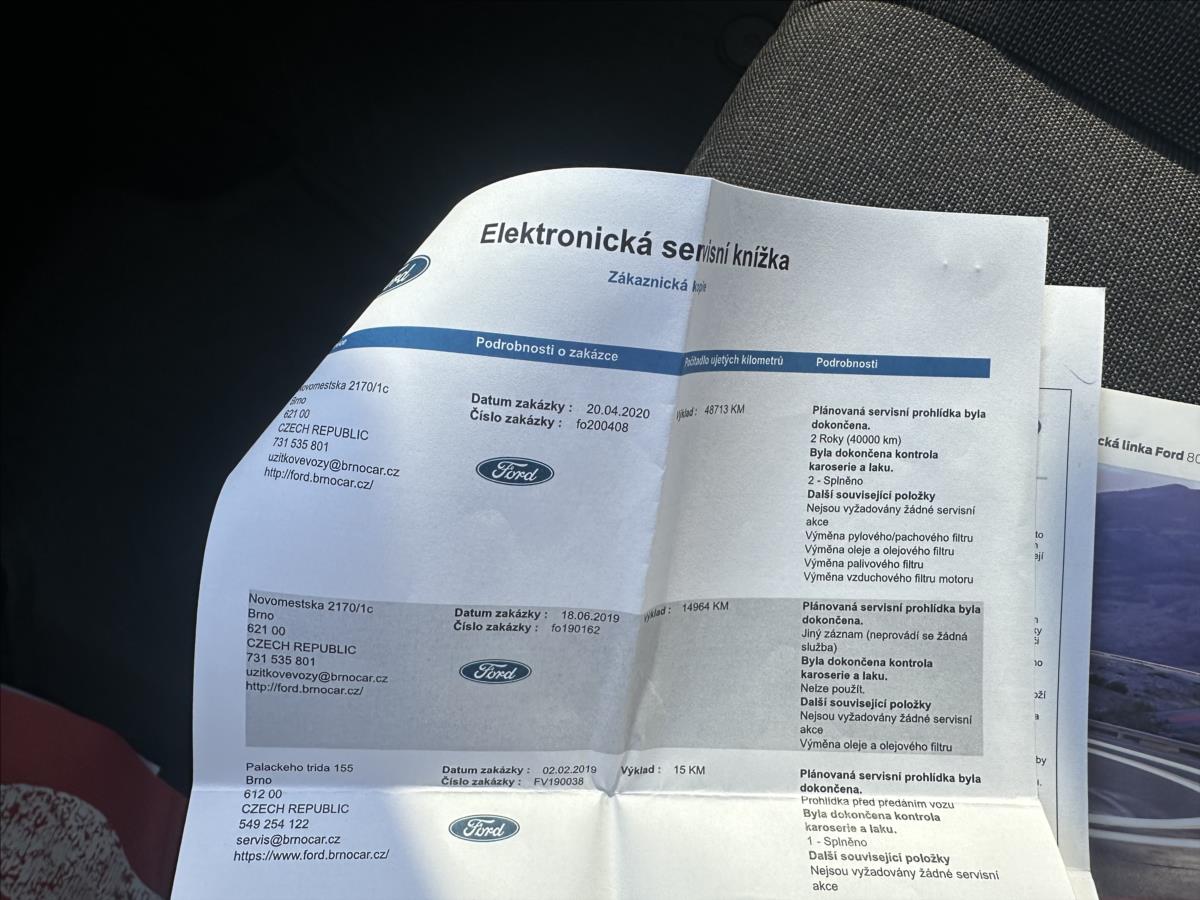 Elektronická servisní knížka
Zákaznická kopie
Podrobnosti o zakázce
Počitadlo ujetých kilometrů
Podrobnosti
Novomestska 2170/1c
Brno
621 00
CZECH REPUBLIC
731 535 801
uzitkovevozy@brnocar.cz
http://ford.brnocar.cz/
Datum zakázky : 20.04.2020
Číslo zakázky : fo200408
Ford
Výklad : 48713 KM
Plánovaná servisní prohlídka byla
dokončena.
2 Roky (40000 km)
Byla dokončena kontrola
karoserie a laku.
2 - Splněno
Další související položky
Nejsou vyžadovány žádné servisní
akce
Výměna pylového/pachového filtru
Výměna oleje a olejového filtru
Výměna palivového filtru
Výměna vzduchového filtru motoru
Novomestska 2170/1c
Brno
621 00
CZECH REPUBLIC
731 535 801
uzitkovevozy@brnocar.cz
http://ford.brnocar.cz/
Datum zakázky : 18.06.2019
Číslo zakázky : fo190162
Ford
Výklad : 14964 KM
Plánovaná servisní prohlídka byla
dokončena.
Jiný záznam (neprovádí se žádná
služba)
Byla dokončena kontrola
karoserie a laku.
Nelze použít.
Další související položky
Nejsou vyžadovány žádné servisní
akce
Výměna oleje a olejového filtru
Palackeho trida 155
Brno
612 00
CZECH REPUBLIC
549 254 122
servis@brnocar.cz
https://www.ford.brnocar.cz/
Datum zakázky : 02.02.2019
Číslo zakázky : FV190038
Ford
Výklad : 15 KM
Plánovaná servisní prohlídka byla
dokončena.
Prohlídka před předáním vozu
Byla dokončena kontrola
karoserie a laku.
1 - Splněno
Další související položky
Nejsou vyžadovány žádné servisní
akce
cká linka Ford 80